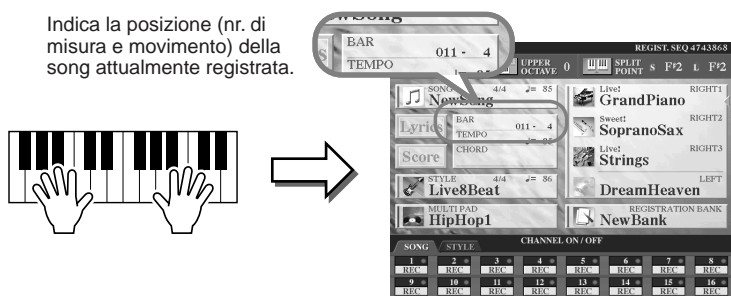 Indica la posizione (nr. di
misura e movimento) della
song attualmente registrata.
NewSong
BAR
011 - 4
TEMPO
♩= 85
REGIST. SEQ 4743868
UPPER OCTAVE 0
SPLIT POINT S F♯2 L F♯2
SONG 4/4 ♩= 85
NewSong
Lyrics
BAR 011 - 4
TEMPO ♩= 85
Score
CHORD
STYLE 4/4 ♩= 86
Live8Beat
MULTI PAD
HipHop1
Live! RIGHT1
GrandPiano
Sweet! RIGHT2
SopranoSax
Live! RIGHT3
Strings
LEFT
DreamHeaven
REGISTRATION BANK
NewBank
SONG STYLE CHANNEL ON / OFF
1 2 3 4 5 6 7 8
REC REC REC REC REC REC REC REC
9 10 11 12 13 14 15 16
REC REC REC REC REC REC REC REC